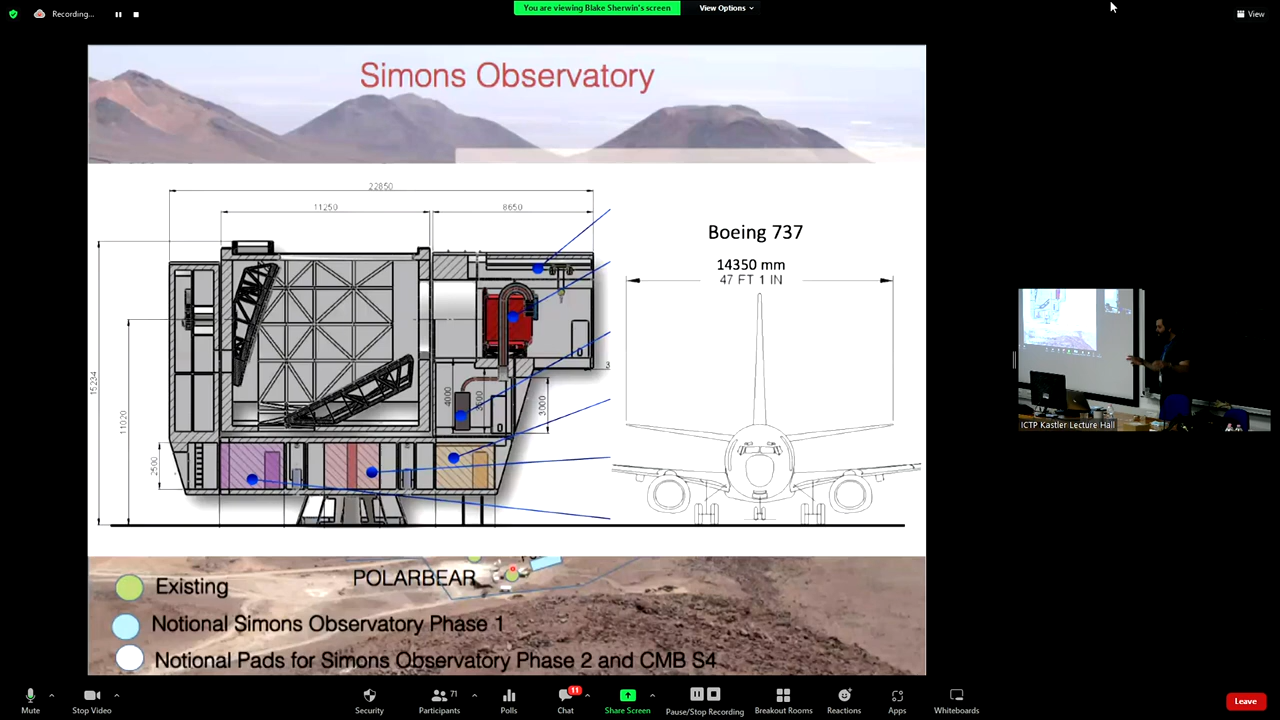 Recording...
You are viewing Blake Sherwin's screen
View Options
View
Simons Observatory
22850
11250
8650
Boeing 737
14350 mm
47 FT 1 IN
15234
11020
4000
3000
2500
ICTP Kastler Lecture Hall
POLARBEAR
Existing
Notional Simons Observatory Phase 1
Notional Pads for Simons Observatory Phase 2 and CMB S4
Mute
Stop Video
Security
Participants
71
Polls
Chat
11
Share Screen
Pause/Stop Recording
Breakout Rooms
Reactions
Apps
Whiteboards
Leave